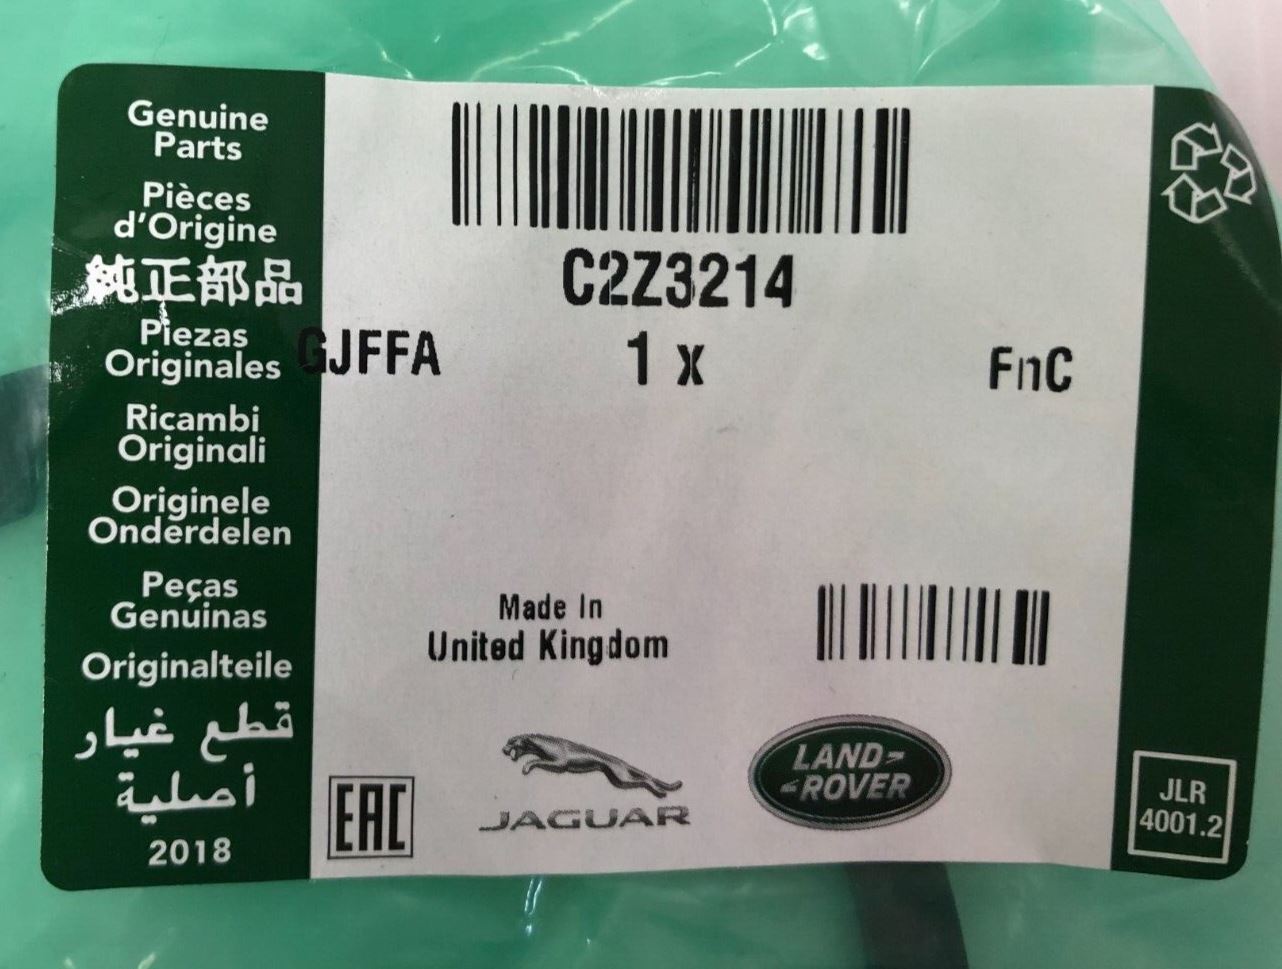 Genuine
Parts
Pièces
d'Origine
純正部品
Piezas
Originales
Ricambi
Originali
Originele
Onderdelen
Peças
Genuínas
Originalteile
قطع غيار
أصلية
2018
C2Z3214
GJFFA 1 x FnC
Made In
United Kingdom
EAC
JAGUAR
LAND-
-ROVER
JLR
4001.2